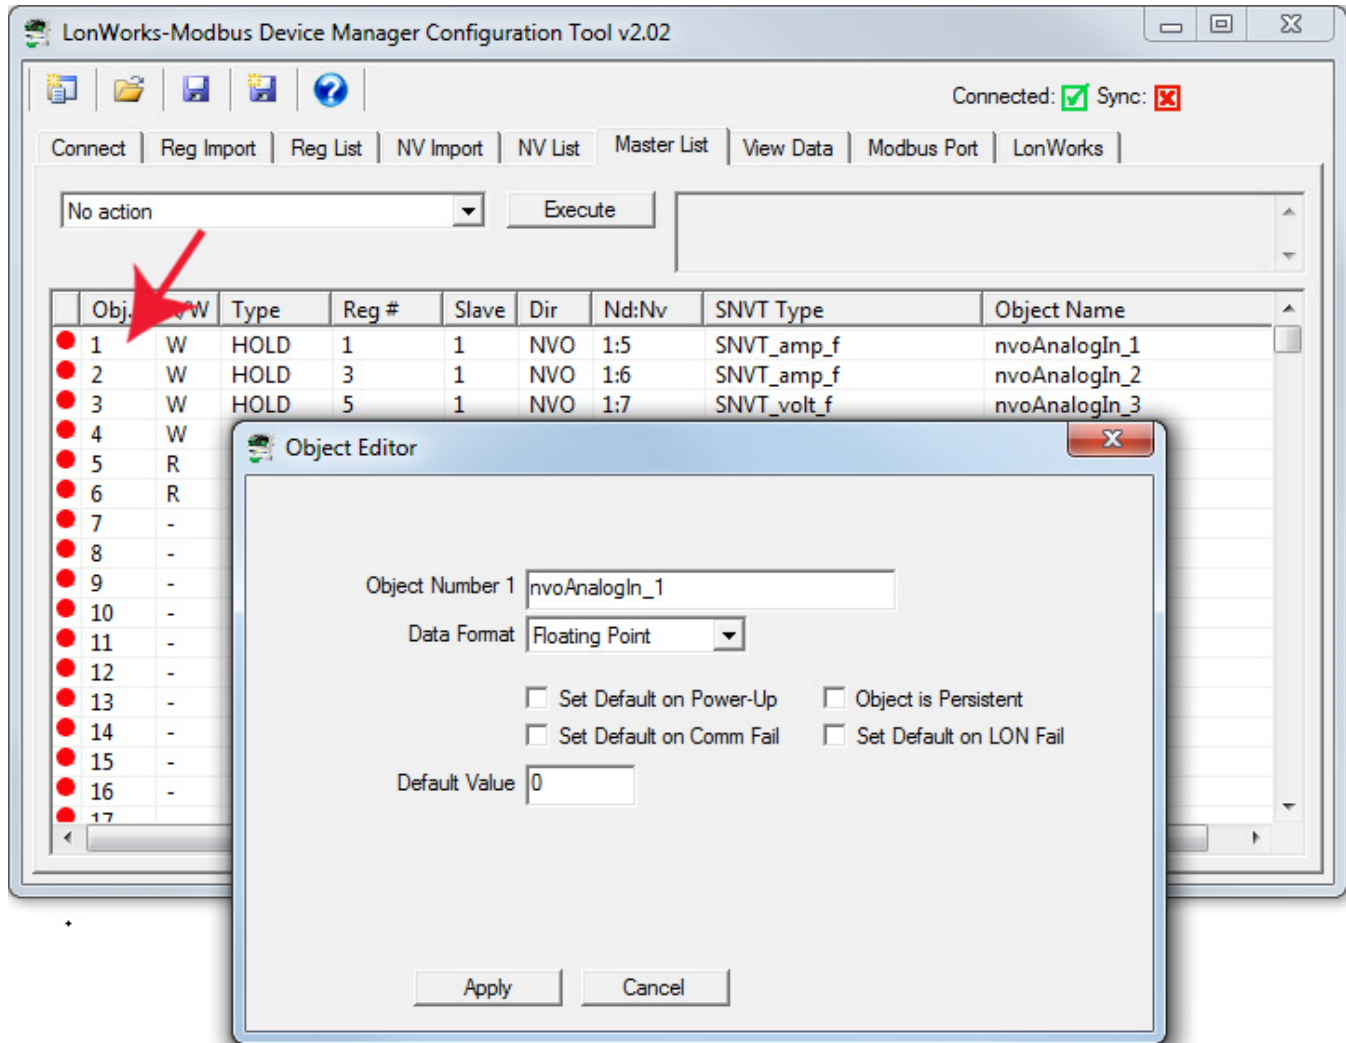 LonWorks-Modbus Device Manager Configuration Tool v2.02
Connected: Sync:
Connect Reg Import Reg List NV Import NV List Master List View Data Modbus Port LonWorks
No action Execute
Obj. /W Type Reg # Slave Dir Nd:Nv SNVT Type Object Name
1 W HOLD 1 1 NVO 1:5 SNVT_amp_f nvoAnalogIn_1
2 W HOLD 3 1 NVO 1:6 SNVT_amp_f nvoAnalogIn_2
3 W HOLD 5 1 NVO 1:7 SNVT_volt_f nvoAnalogIn_3
4 W
5 R
6 R
7 -
8 -
9 -
10 -
11 -
12 -
13 -
14 -
15 -
16 -
17
Object Editor
Object Number 1 nvoAnalogIn_1
Data Format Floating Point
Set Default on Power-Up Object is Persistent
Set Default on Comm Fail Set Default on LON Fail
Default Value 0
Apply Cancel